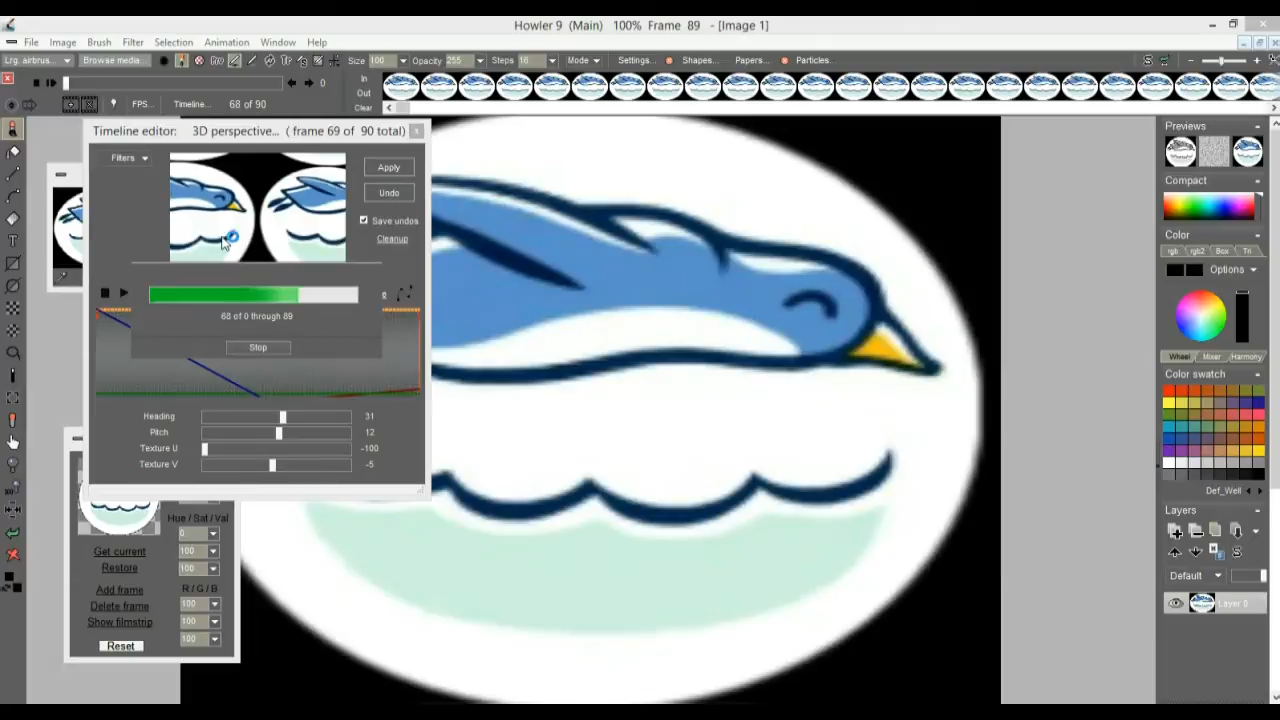 Howler 9 (Main) 100% Frame 89 - [Image 1]
File Image Brush Filter Selection Animation Window Help
Lrg. airbrus... Browse media... Size 100 Opacity 255 Steps 16 Mode Settings... Shapes... Papers... Particles...
0 In
Out
FPS... Timeline... 68 of 90 Clear
Timeline editor: 3D perspective... ( frame 69 of 90 total)
Filters
Apply
Undo
Save undos
Cleanup
68 of 0 through 89
Stop
Heading 31
Pitch 12
Texture U -100
Texture V -5
Hue / Sat / Val
0
Get current 100
Restore 100
Add frame R / G / B
Delete frame 100
Show filmstrip 100
Reset 100
Previews
Compact
Color
rgb rgb2 Box Tri
Options
Wheel Mixer Harmony
Color swatch
Def_Well
Layers
Default
Layer 0